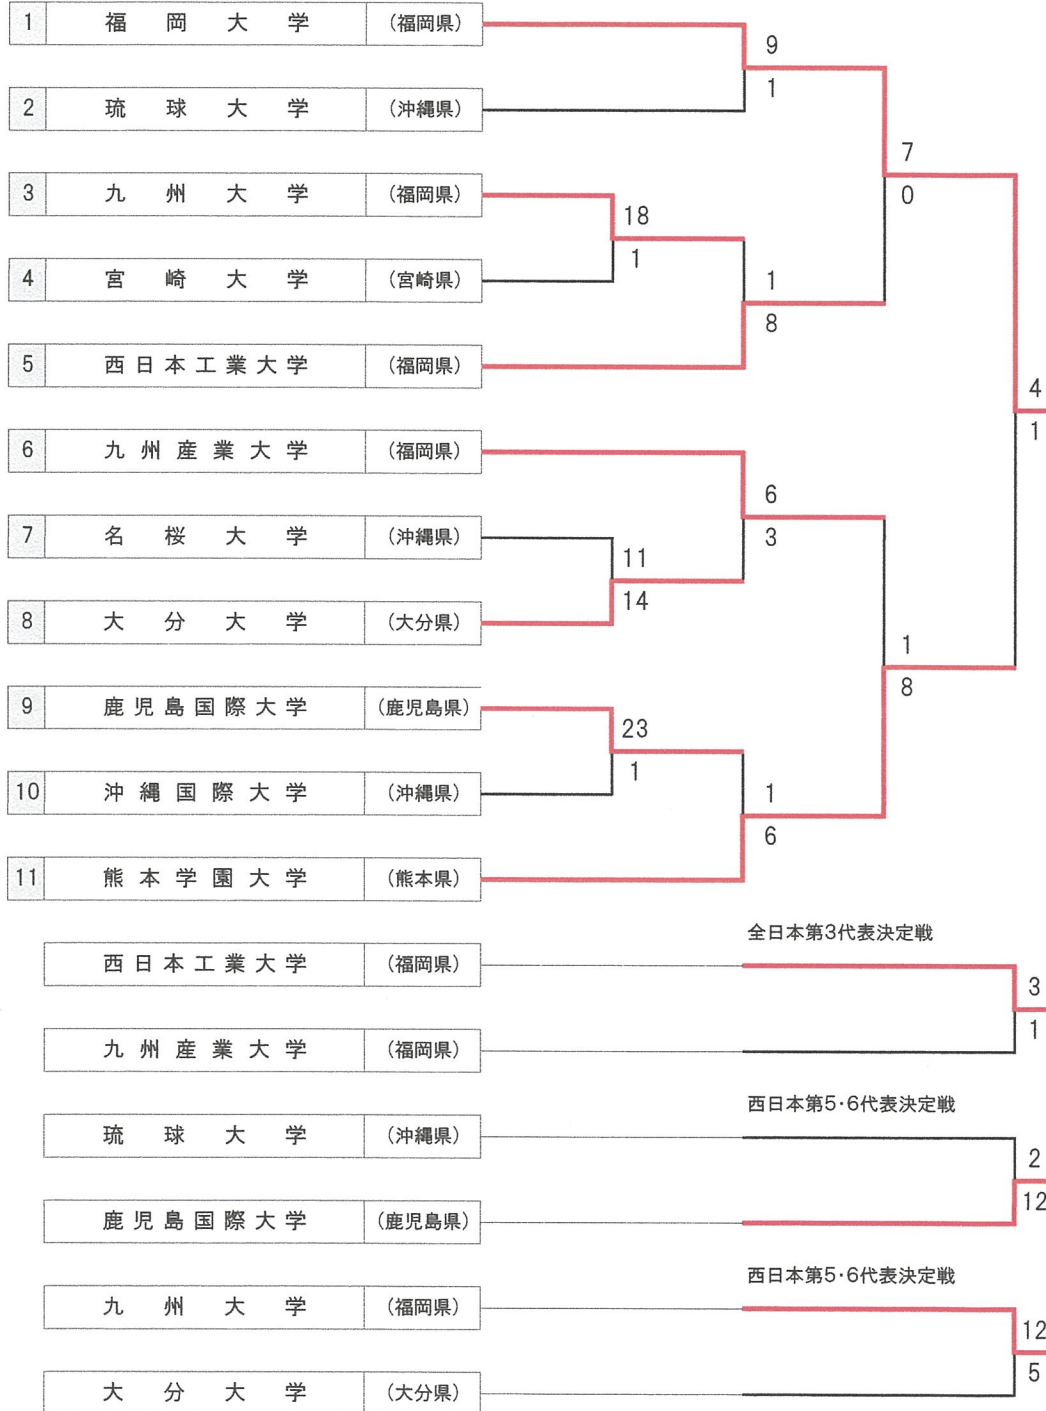 1 福岡大学 (福岡県)
9
1
2 琉球大学 (沖縄県)
7
0
3 九州大学 (福岡県)
18
1
4 宮崎大学 (宮崎県)
1
8
5 西日本工業大学 (福岡県)
4
1
6 九州産業大学 (福岡県)
6
3
7 名桜大学 (沖縄県)
11
14
8 大分大学 (大分県)
1
8
9 鹿児島国際大学 (鹿児島県)
23
1
10 沖縄国際大学 (沖縄県)
1
6
11 熊本学園大学 (熊本県)
全日本第3代表決定戦
西日本工業大学 (福岡県)
3
1
九州産業大学 (福岡県)
西日本第5・6代表決定戦
琉球大学 (沖縄県)
2
12
鹿児島国際大学 (鹿児島県)
西日本第5・6代表決定戦
九州大学 (福岡県)
12
5
大分大学 (大分県)